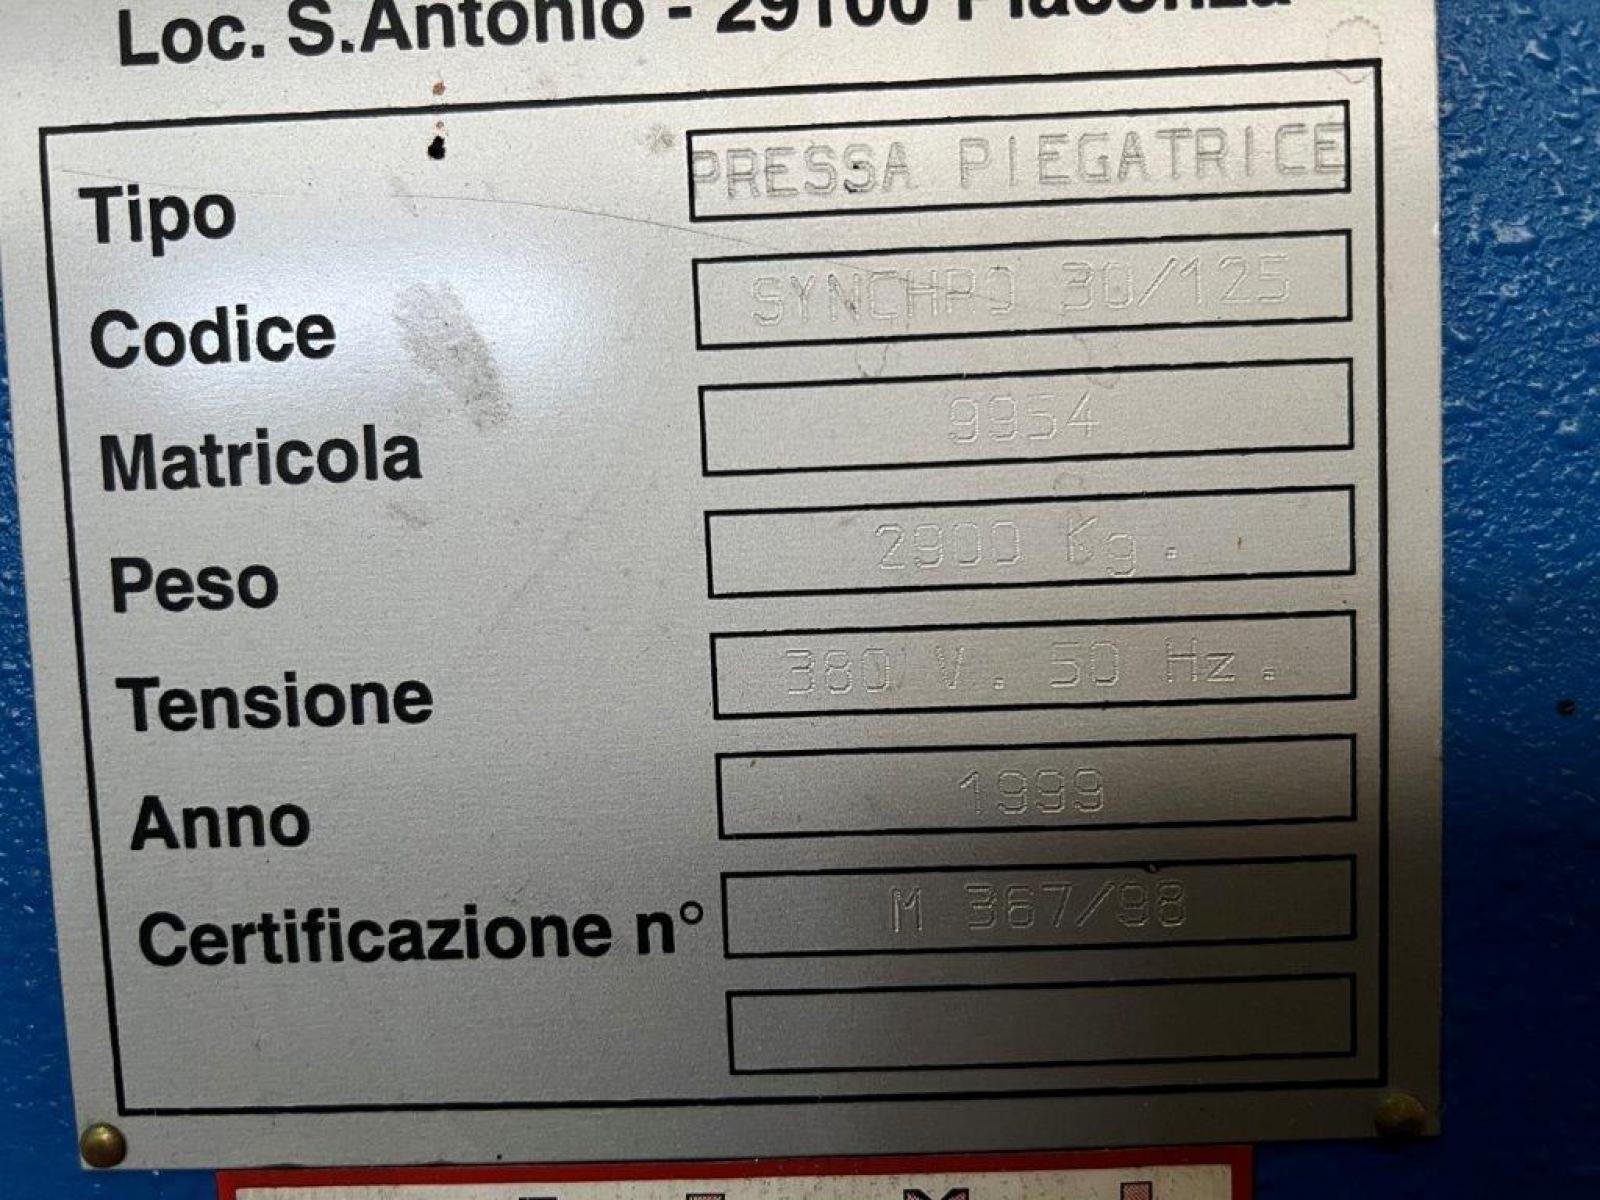 Loc. S.Antonio - 29100 Piacenza
Tipo PRESSA PIEGATRICE
Codice SYNCHRO 30/125
Matricola 9954
Peso 2900 Kg.
Tensione 380 V. 50 Hz.
Anno 1999
Certificazione n° M 367/98